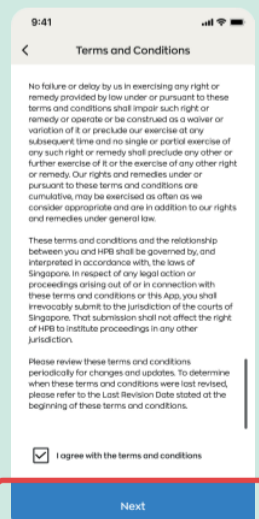 9:41
Terms and Conditions
No failure or delay by us in exercising any right or
remedy provided by law under or pursuant to these
terms and conditions shall impair such right or
remedy or operate or be construed as a waiver or
variation of it or preclude our exercise at any
subsequent time and no single or partial exercise of
any such right or remedy shall preclude any other or
further exercise of it or the exercise of any other right
or remedy. Our rights and remedies under or
pursuant to these terms and conditions are
cumulative, may be exercised as often as we
consider appropriate and are in addition to our rights
and remedies under general law.
These terms and conditions and the relationship
between you and HPB shall be governed by, and
interpreted in accordance with, the laws of
Singapore. In respect of any legal action or
proceedings arising out of or in connection with
these terms and conditions or this App, you shall
irrevocably submit to the jurisdiction of the courts of
Singapore. That submission shall not affect the right
of HPB to institute proceedings in any other
jurisdiction.
Please review these terms and conditions
periodically for changes and updates. To determine
when these terms and conditions were last revised,
please refer to the Last Revision Date stated at the
beginning of these terms and conditions.
I agree with the terms and conditions
Next